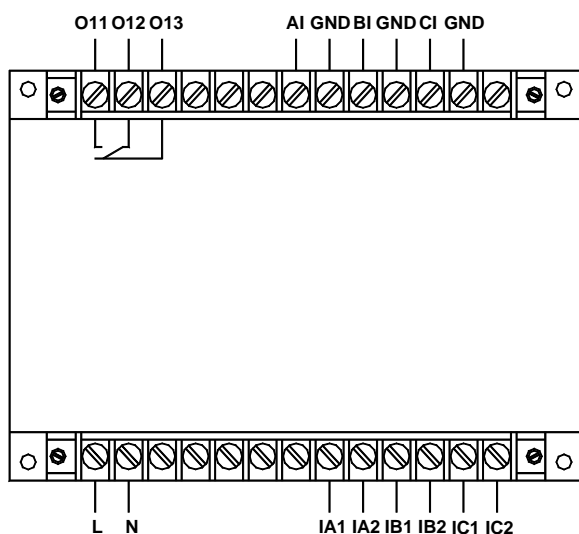 O11 O12 O13 AI GND BI GND CI GND
L N IA1 IA2 IB1 IB2 IC1 IC2